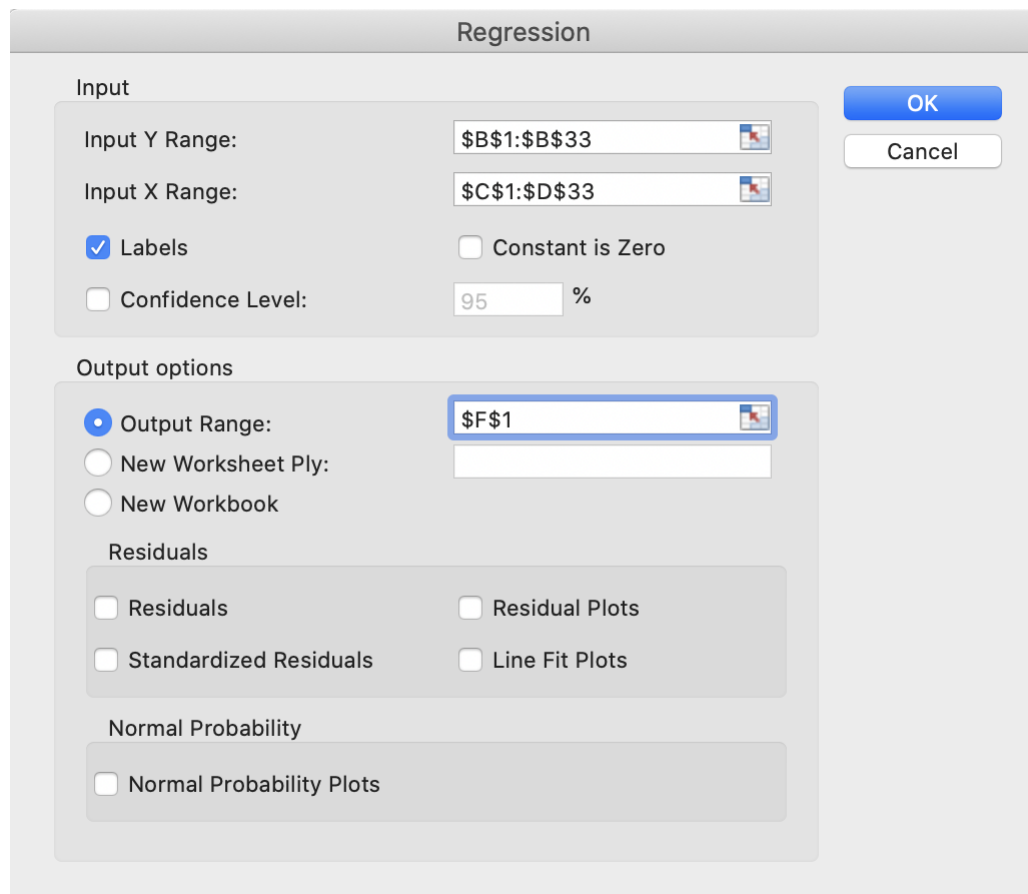 Regression
Input
OK
Input Y Range: $B$1:$B$33
Cancel
Input X Range: $C$1:$D$33
Labels Constant is Zero
Confidence Level: 95 %
Output options
Output Range: $F$1
New Worksheet Ply:
New Workbook
Residuals
Residuals Residual Plots
Standardized Residuals Line Fit Plots
Normal Probability
Normal Probability Plots